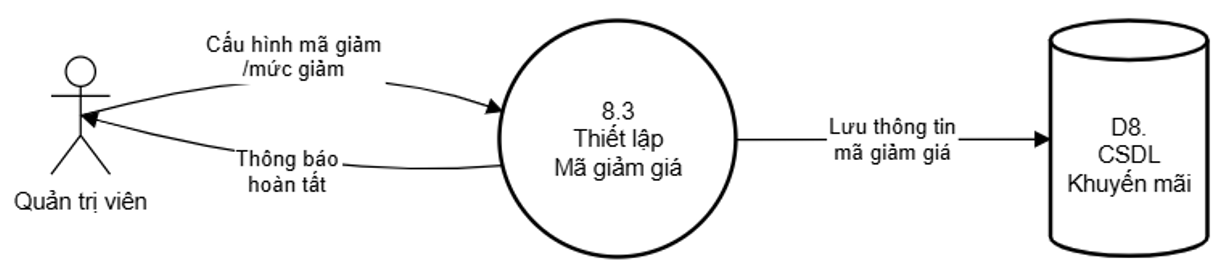 Cấu hình mã giảm
/mức giảm
Thông báo
hoàn tất
Quản trị viên
8.3
Thiết lập
Mã giảm giá
Lưu thông tin
mã giảm giá
D8.
CSDL
Khuyến mãi